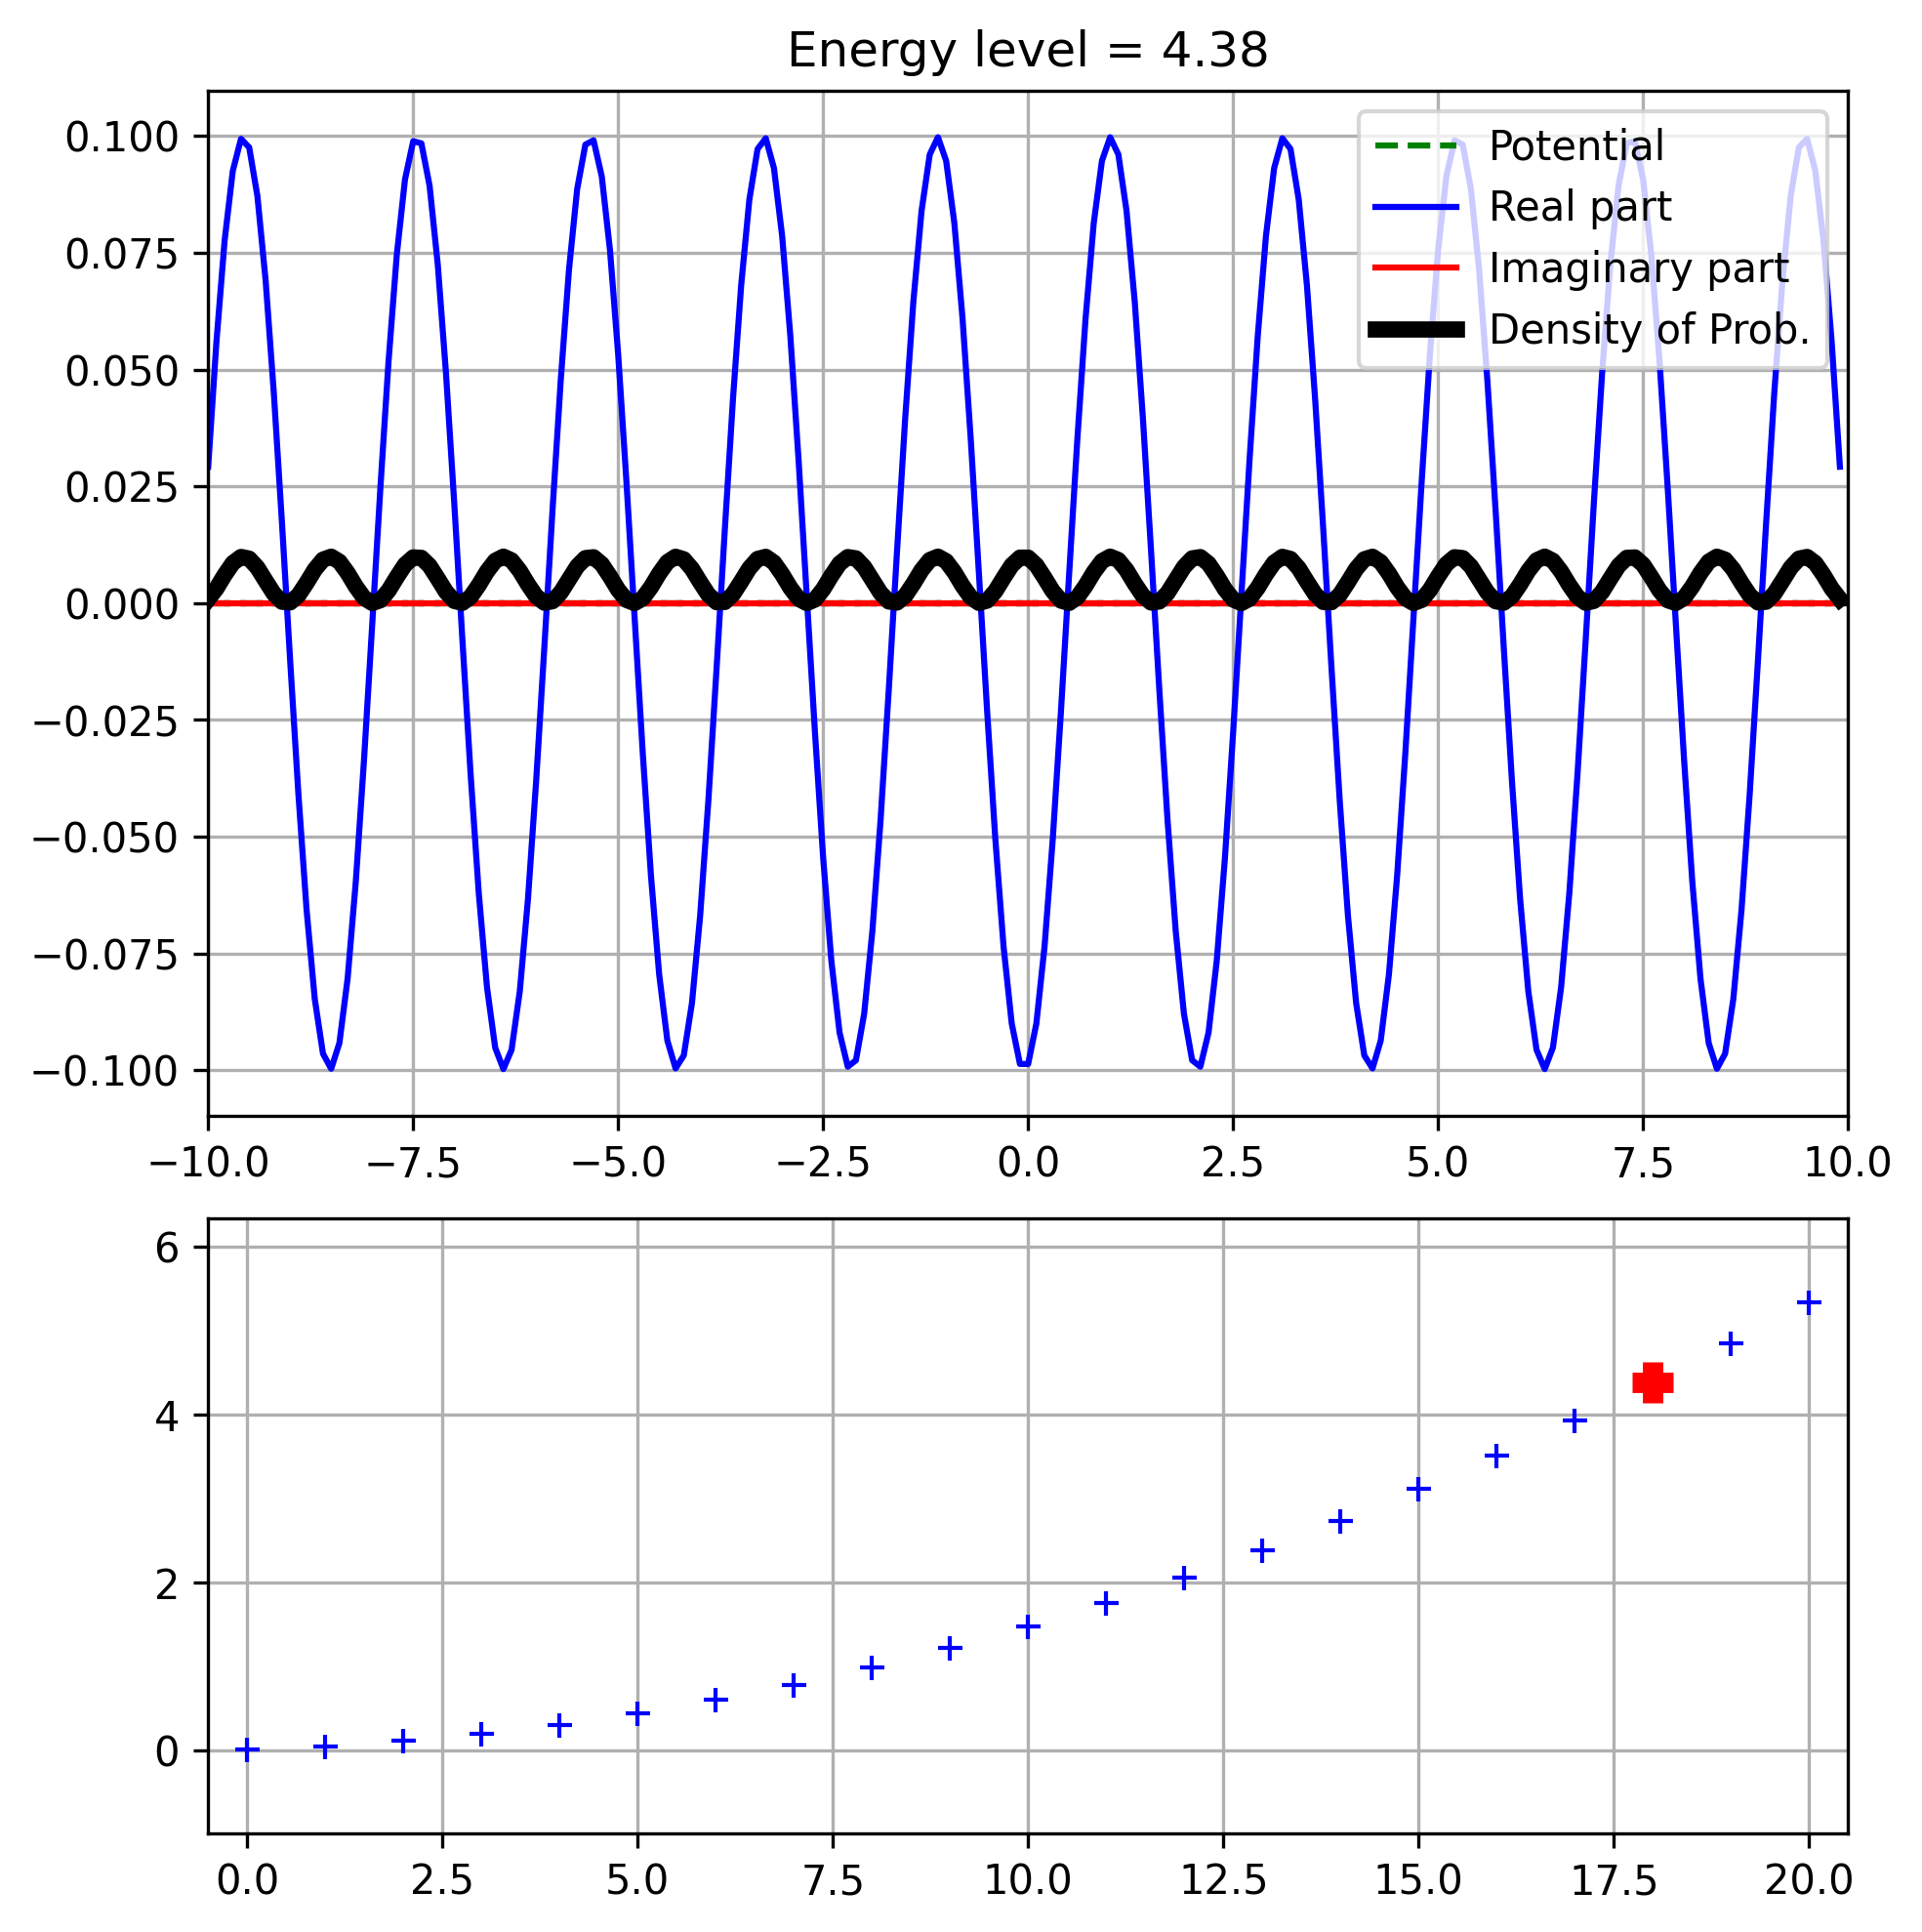 Energy level = 4.38
0.100
0.075
0.050
0.025
0.000
−0.025
−0.050
−0.075
−0.100
Potential
Real part
Imaginary part
Density of Prob.
−10.0 −7.5 −5.0 −2.5 0.0 2.5 5.0 7.5 10.0
6
4
2
0
0.0 2.5 5.0 7.5 10.0 12.5 15.0 17.5 20.0